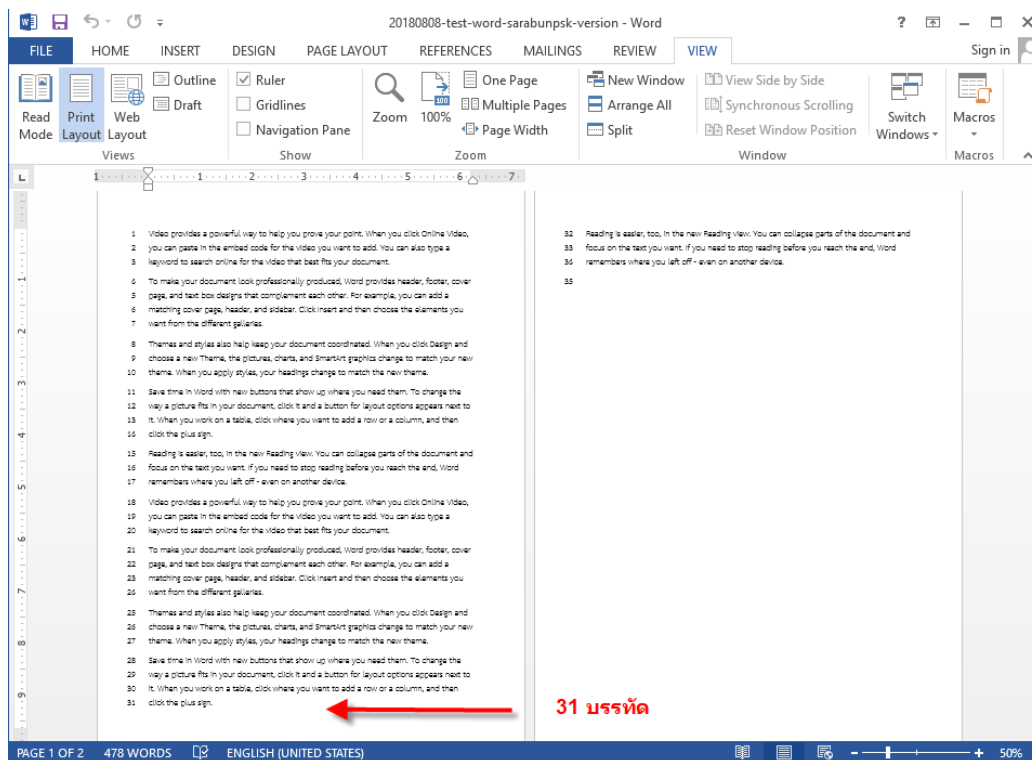 20180808-test-word-sarabunpsk-version - Word
FILE HOME INSERT DESIGN PAGE LAYOUT REFERENCES MAILINGS REVIEW VIEW Sign in
Read Mode
Print Layout
Web Layout
Outline
Draft
Views
Ruler
Gridlines
Navigation Pane
Show
Zoom
100%
One Page
Multiple Pages
Page Width
Zoom
New Window
Arrange All
Split
View Side by Side
Synchronous Scrolling
Reset Window Position
Switch Windows
Window
Macros
Macros
1 1 2 3 4 5 6 7
1 2 3 4 5 6 7 8 9
1 Video provides a powerful way to help you prove your point. When you click Online Video,
2 you can paste in the embed code for the video you want to add. You can also type a
3 keyword to search online for the video that best fits your document.
4 To make your document look professionally produced, Word provides header, footer, cover
5 page, and text box designs that complement each other. For example, you can add a
6 matching cover page, header, and sidebar. Click Insert and then choose the elements you
7 want from the different galleries.
8 Themes and styles also help keep your document coordinated. When you click Design and
9 choose a new Theme, the pictures, charts, and SmartArt graphics change to match your new
10 theme. When you apply styles, your headings change to match the new theme.
11 Save time in Word with new buttons that show up where you need them. To change the
12 way a picture fits in your document, click it and a button for layout options appears next to
13 it. When you work on a table, click where you want to add a row or a column, and then
14 click the plus sign.
15 Reading is easier, too, in the new Reading view. You can collapse parts of the document and
16 focus on the text you want. If you need to stop reading before you reach the end, Word
17 remembers where you left off - even on another device.
18 Video provides a powerful way to help you prove your point. When you click Online Video,
19 you can paste in the embed code for the video you want to add. You can also type a
20 keyword to search online for the video that best fits your document.
21 To make your document look professionally produced, Word provides header, footer, cover
22 page, and text box designs that complement each other. For example, you can add a
23 matching cover page, header, and sidebar. Click Insert and then choose the elements you
24 want from the different galleries.
25 Themes and styles also help keep your document coordinated. When you click Design and
26 choose a new Theme, the pictures, charts, and SmartArt graphics change to match your new
27 theme. When you apply styles, your headings change to match the new theme.
28 Save time in Word with new buttons that show up where you need them. To change the
29 way a picture fits in your document, click it and a button for layout options appears next to
30 it. When you work on a table, click where you want to add a row or a column, and then
31 click the plus sign.
32 Reading is easier, too, in the new Reading view. You can collapse parts of the document and
33 focus on the text you want. If you need to stop reading before you reach the end, Word
34 remembers where you left off - even on another device.
35
31 บรรทัด
PAGE 1 OF 2 478 WORDS ENGLISH (UNITED STATES) 50%